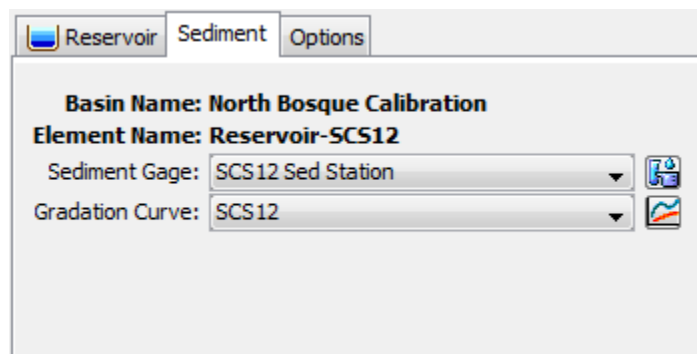 Reservoir Sediment Options
Basin Name: North Bosque Calibration
Element Name: Reservoir-SCS12
Sediment Gage: SCS12 Sed Station
Gradation Curve: SCS12